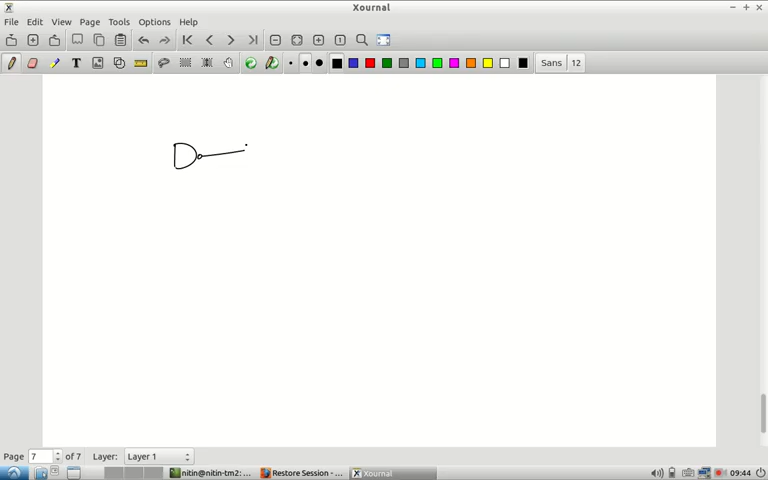 Xournal
File Edit View Page Tools Options Help
Sans 12
Page 7 of 7 Layer: Layer 1
nitin@nitin-tm2: ... Restore Session - ... Xournal 09:44